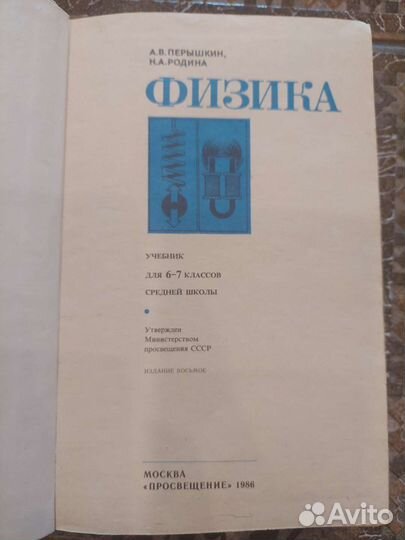 А.В.ПЕРЫШКИН,
Н.А.РОДИНА
ФИЗИКА
УЧЕБНИК
ДЛЯ 6–7 КЛАССОВ
СРЕДНЕЙ ШКОЛЫ
Утвержден
Министерством
просвещения СССР
ИЗДАНИЕ ВОСЬМОЕ
МОСКВА
«ПРОСВЕЩЕНИЕ» 1986
Avito